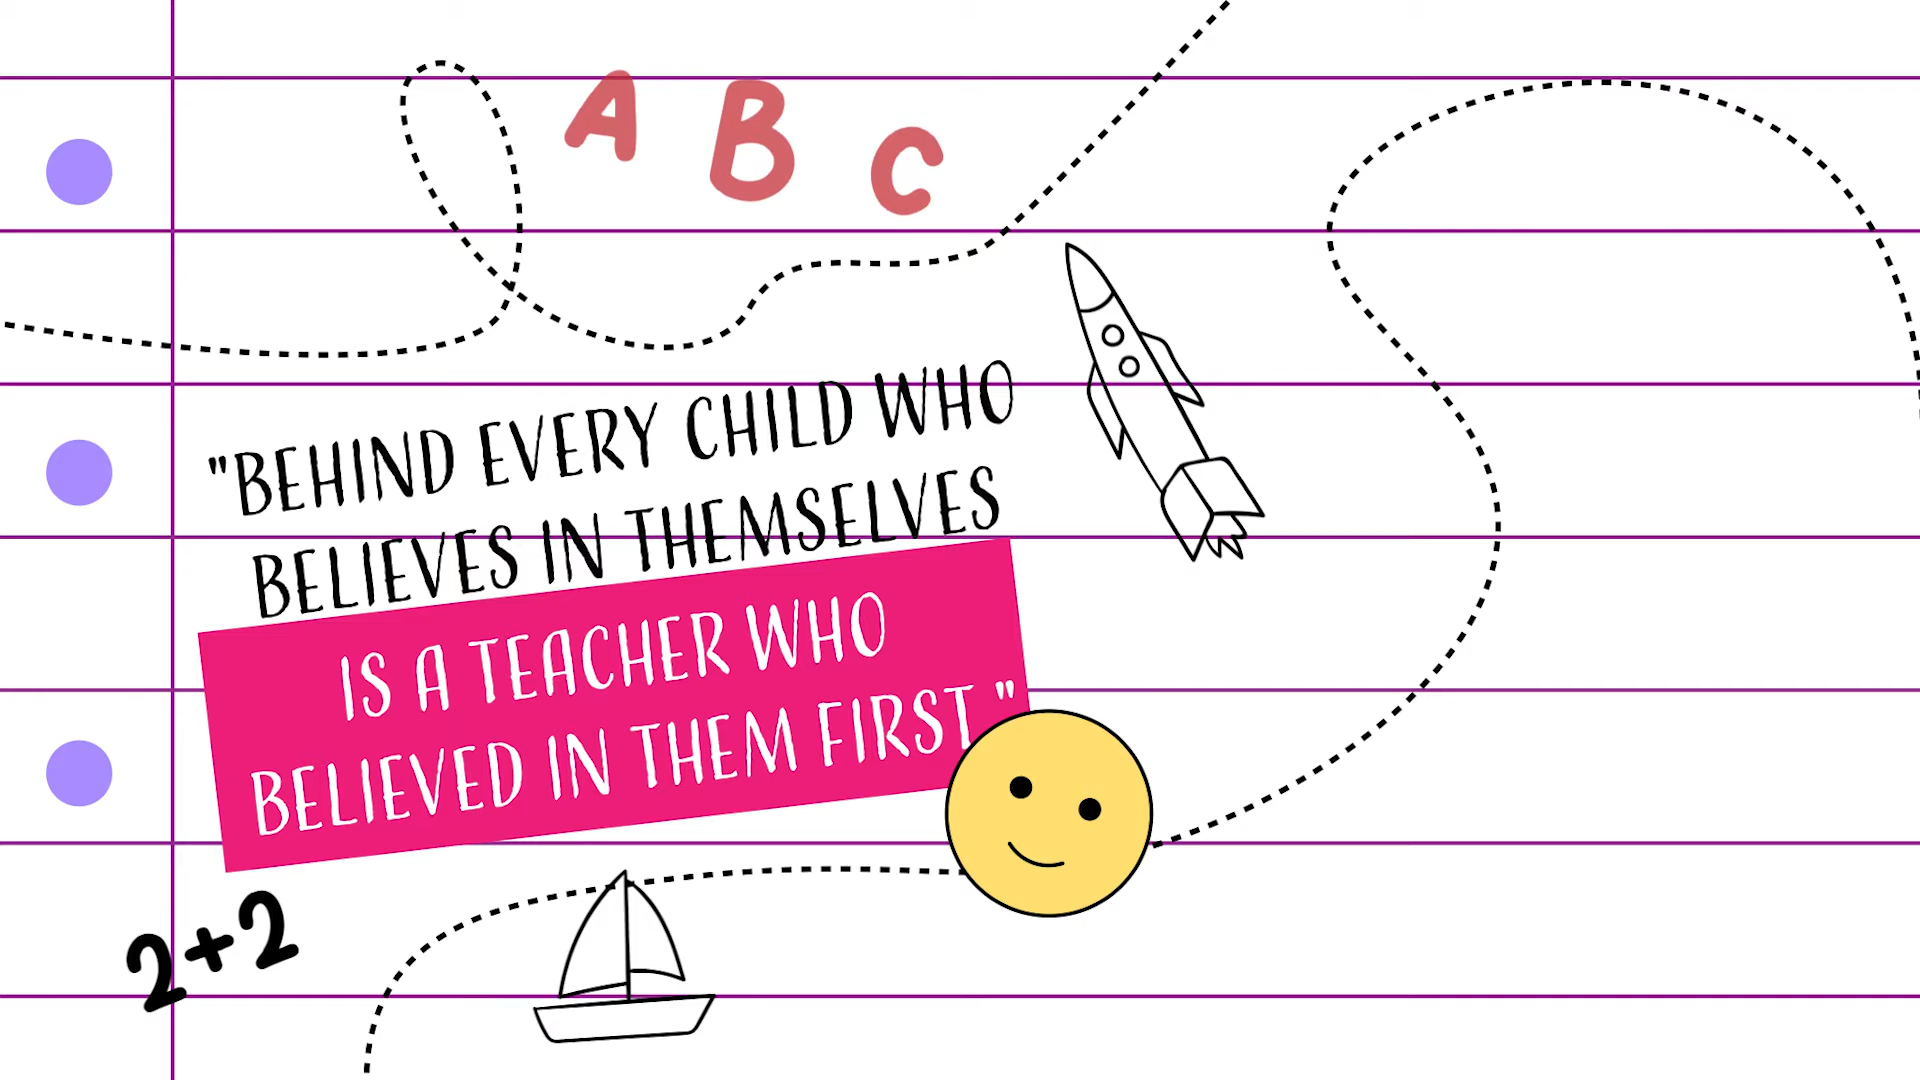 A B C
"BEHIND EVERY CHILD WHO
BELIEVES IN THEMSELVES
IS A TEACHER WHO
BELIEVED IN THEM FIRST "
2+2